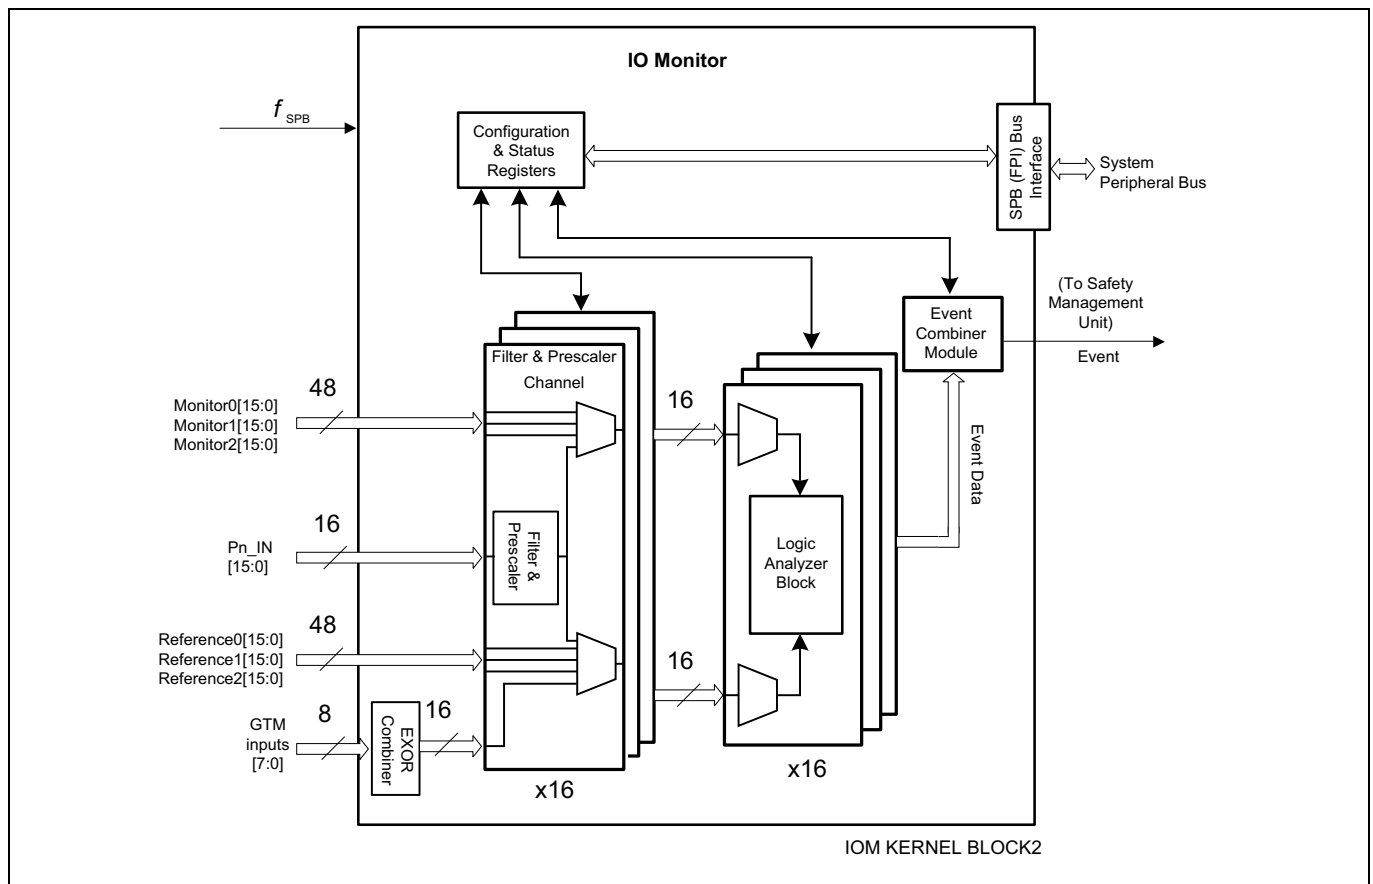 IO Monitor
f SPB
Configuration
& Status
Registers
SPB (FPI) Bus
Interface
System
Peripheral Bus
(To Safety
Management
Unit)
Event
Event
Combiner
Module
Filter & Prescaler
Channel
48
Monitor0[15:0]
Monitor1[15:0]
Monitor2[15:0]
16
Event Data
16
Pn_IN
[15:0]
Filter &
Prescaler
Logic
Analyzer
Block
48
Reference0[15:0]
Reference1[15:0]
Reference2[15:0]
16
8
GTM
inputs
[7:0]
EXOR
Combiner
16
x16
x16
IOM KERNEL BLOCK2